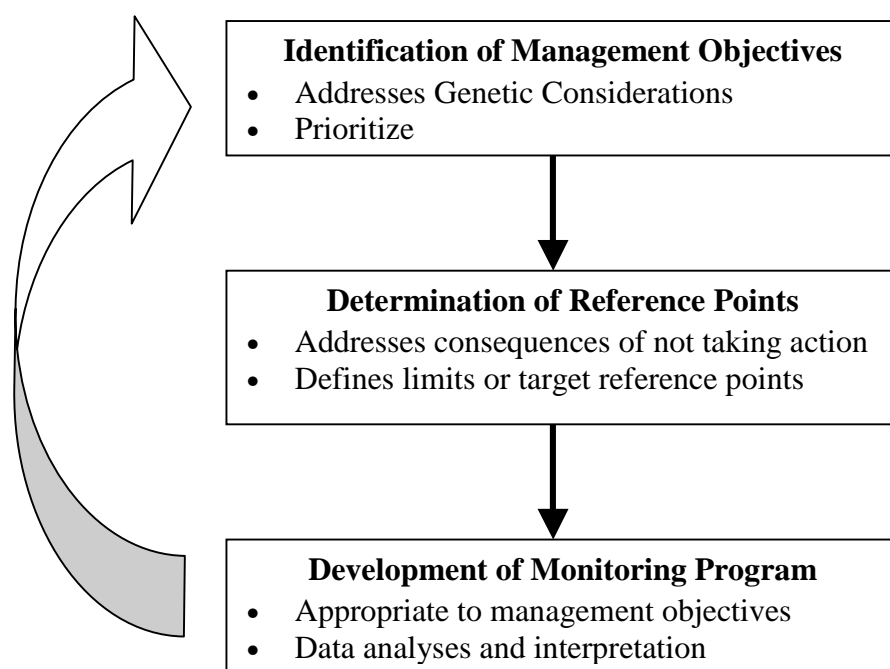 Identification of Management Objectives
• Addresses Genetic Considerations
• Prioritize
Determination of Reference Points
• Addresses consequences of not taking action
• Defines limits or target reference points
Development of Monitoring Program
• Appropriate to management objectives
• Data analyses and interpretation